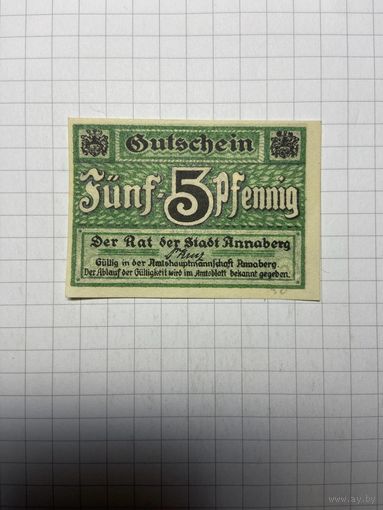 Gutschein
Fünf- 5 Pfennig
Der Rat der Stadt Annaberg
Gültig in der Amtshauptmannschaft Annaberg.
Der Ablauf der Gültigkeit wird im Amtsblatt bekannt gegeben.
www.ay.by